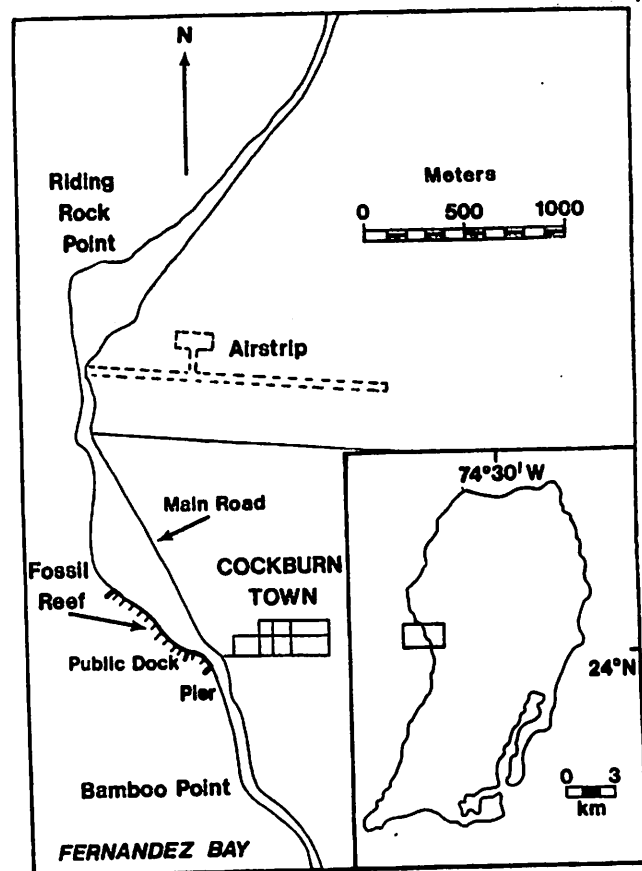 N
Riding
Rock
Point
Meters
0 500 1000
Airstrip
Main Road
COCKBURN
TOWN
Fossil
Reef
Public Dock
Pier
Bamboo Point
FERNANDEZ BAY
74°30' W
24°N
0 3
km